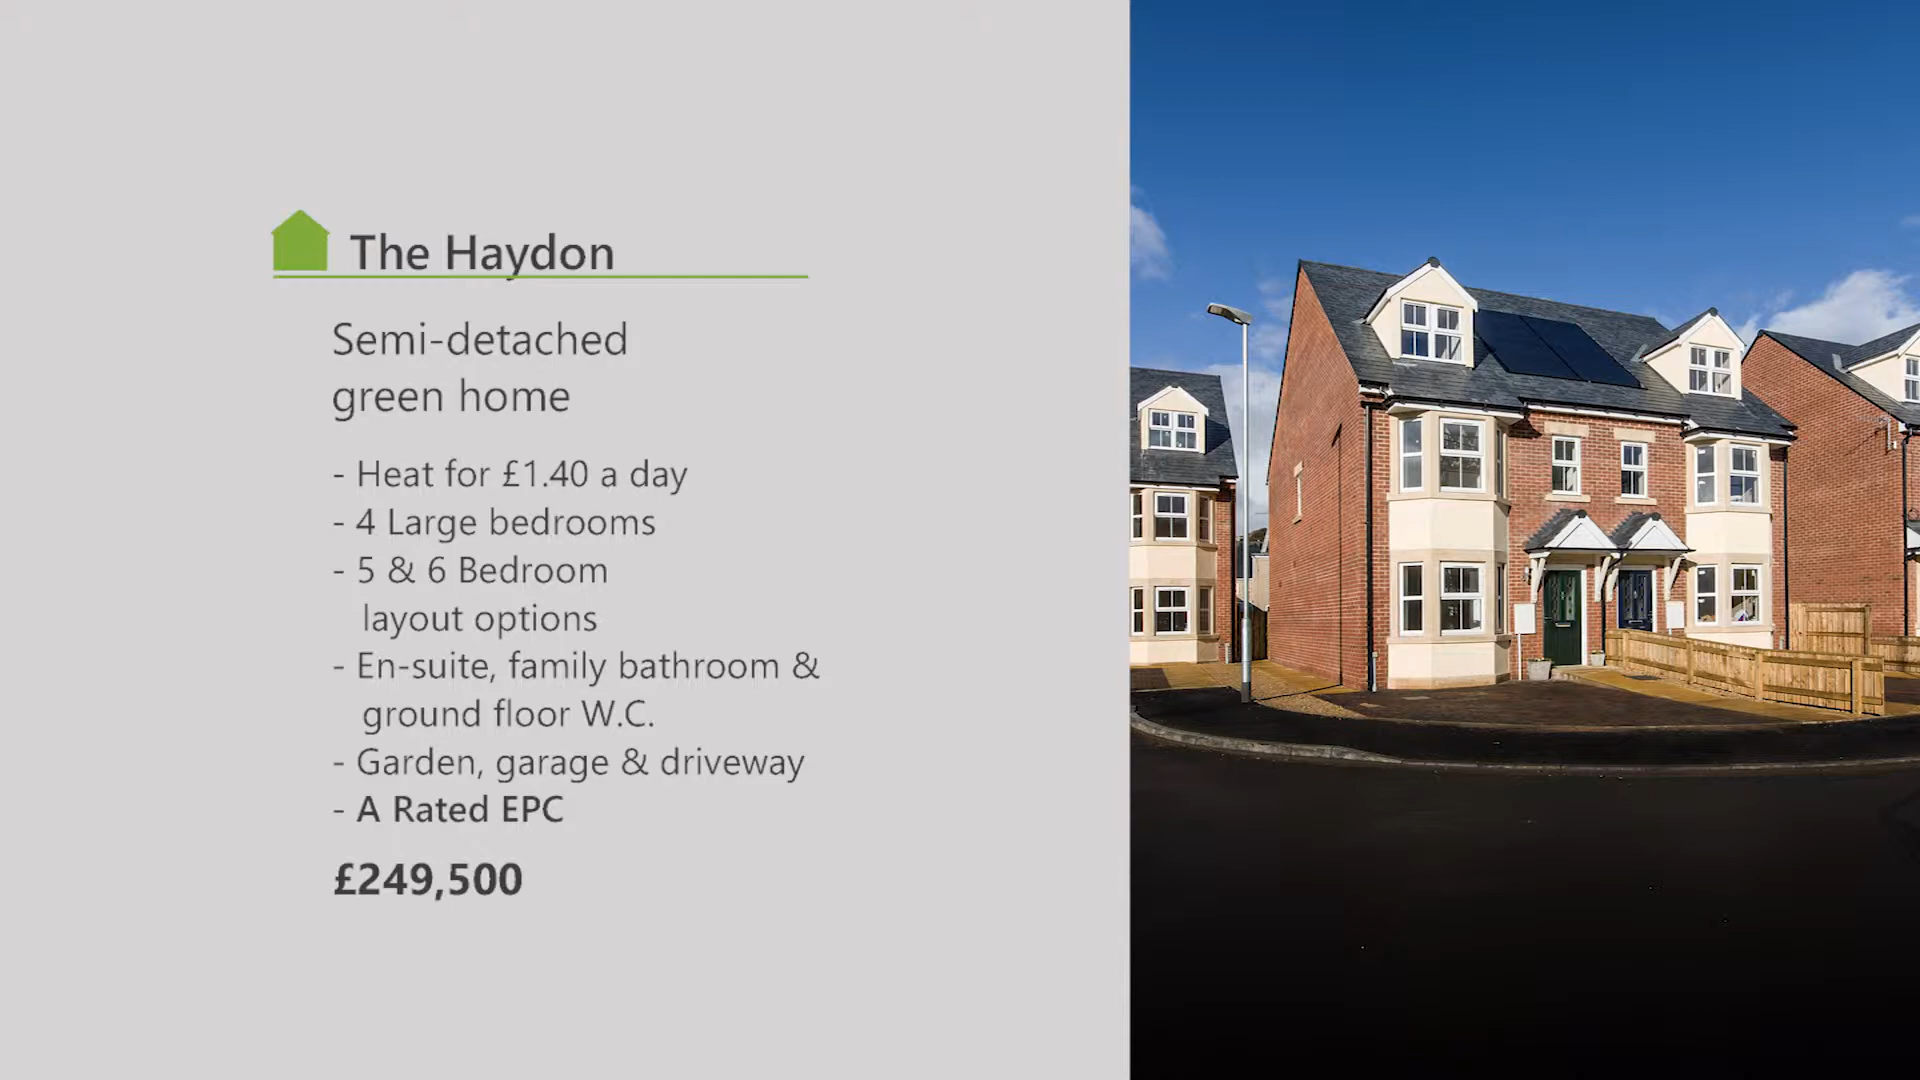 The Haydon
Semi-detached
green home
- Heat for £1.40 a day
- 4 Large bedrooms
- 5 & 6 Bedroom
layout options
- En-suite, family bathroom &
ground floor W.C.
- Garden, garage & driveway
- A Rated EPC
£249,500